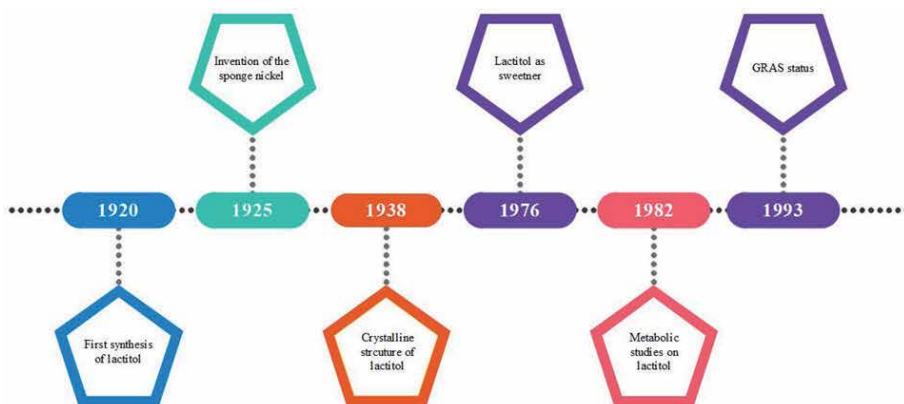 Invention of the
sponge nickel
Lactitol as
sweetner
GRAS status
1920
1925
1938
1976
1982
1993
First synthesis
of lactitol
Crystalline
strcuture of
lactitol
Metabolic
studies on
lactitol